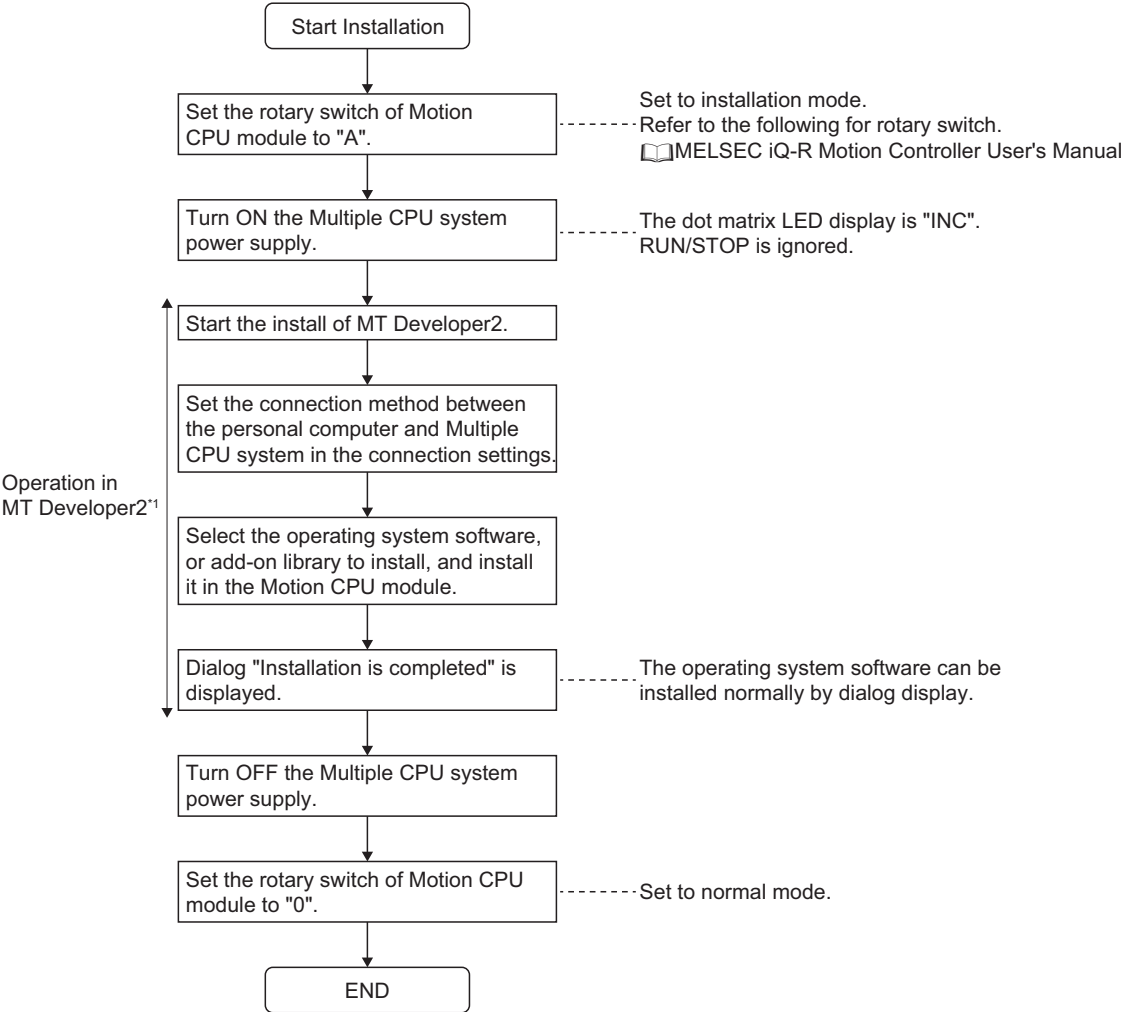 Start Installation
Set the rotary switch of Motion
CPU module to "A".
Set to installation mode.
Refer to the following for rotary switch.
MELSEC iQ-R Motion Controller User's Manual
Turn ON the Multiple CPU system
power supply.
The dot matrix LED display is "INC".
RUN/STOP is ignored.
Operation in
MT Developer2*1
Start the install of MT Developer2.
Set the connection method between
the personal computer and Multiple
CPU system in the connection settings.
Select the operating system software,
or add-on library to install, and install
it in the Motion CPU module.
Dialog "Installation is completed" is
displayed.
The operating system software can be
installed normally by dialog display.
Turn OFF the Multiple CPU system
power supply.
Set the rotary switch of Motion CPU
module to "0".
Set to normal mode.
END